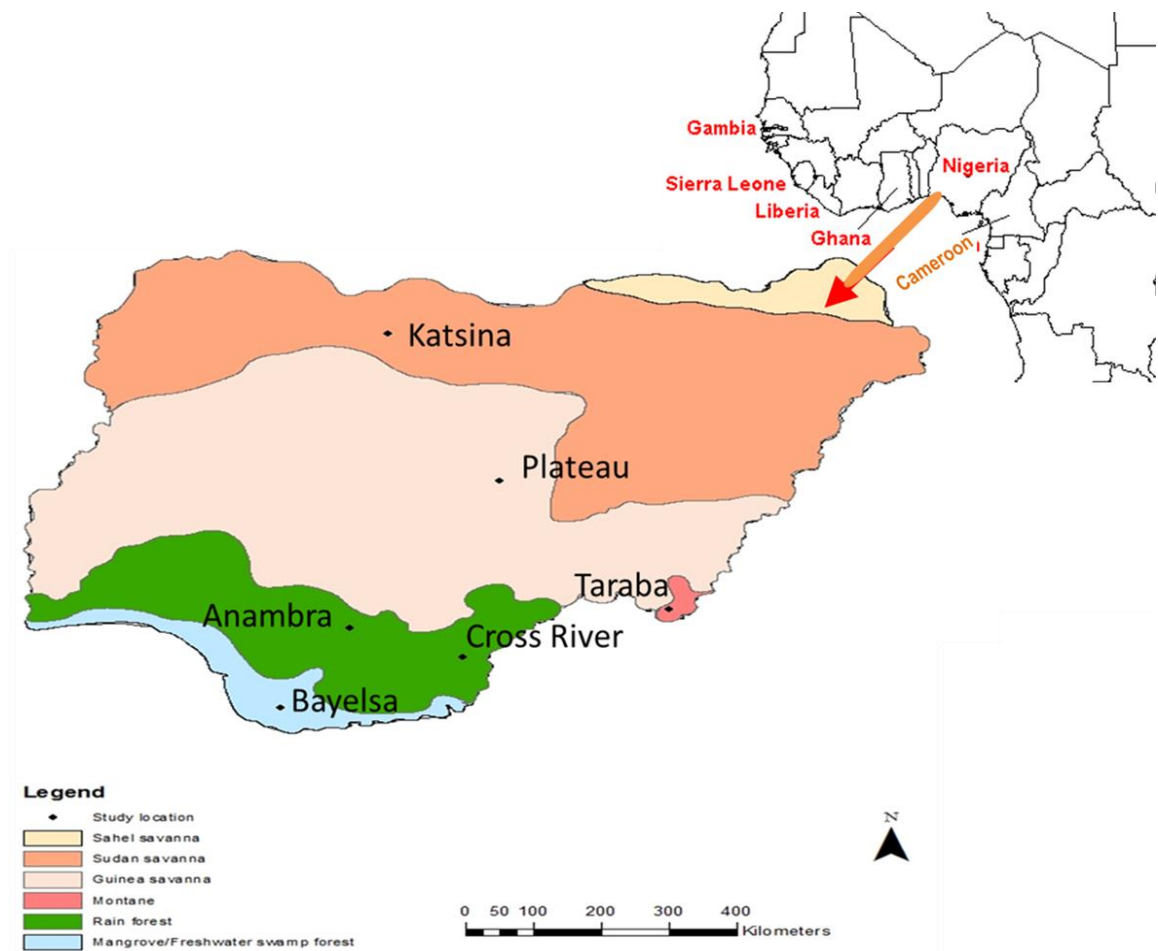 Gambia
Nigeria
Sierra Leone
Liberia
Ghana
Cameroon
Katsina
Plateau
Taraba
Anambra
Cross River
Bayelsa
Legend
Study location
Sahel savanna
Sudan savanna
Guinea savanna
Montane
Rain forest
Mangrove/Freshwater swamp forest
N
0 50 100 200 300 400
Kilometers